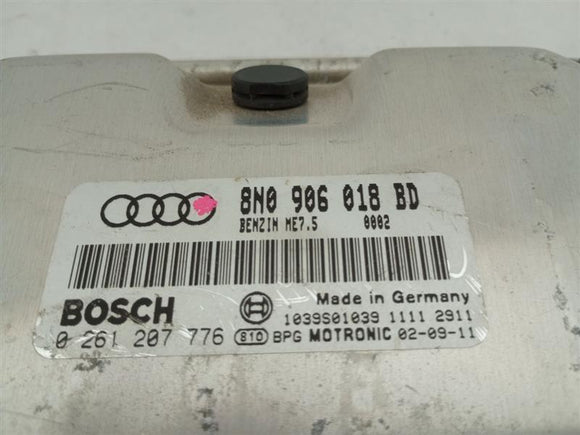 8N0 906 018 BD
BENZIN ME7.5 0002
BOSCH
Made in Germany
1039S01039 1111 2911
0 261 207 776 810 BPG MOTRONIC 02-09-11